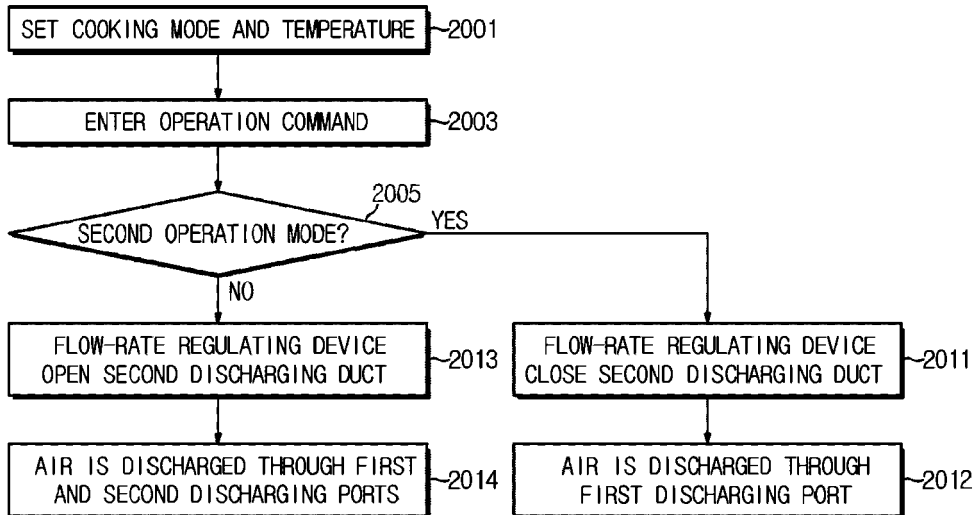 SET COOKING MODE AND TEMPERATURE
2001
ENTER OPERATION COMMAND
2003
2005
SECOND OPERATION MODE?
YES
NO
FLOW-RATE REGULATING DEVICE
OPEN SECOND DISCHARGING DUCT
2013
FLOW-RATE REGULATING DEVICE
CLOSE SECOND DISCHARGING DUCT
2011
AIR IS DISCHARGED THROUGH FIRST
AND SECOND DISCHARGING PORTS
2014
AIR IS DISCHARGED THROUGH
FIRST DISCHARGING PORT
2012